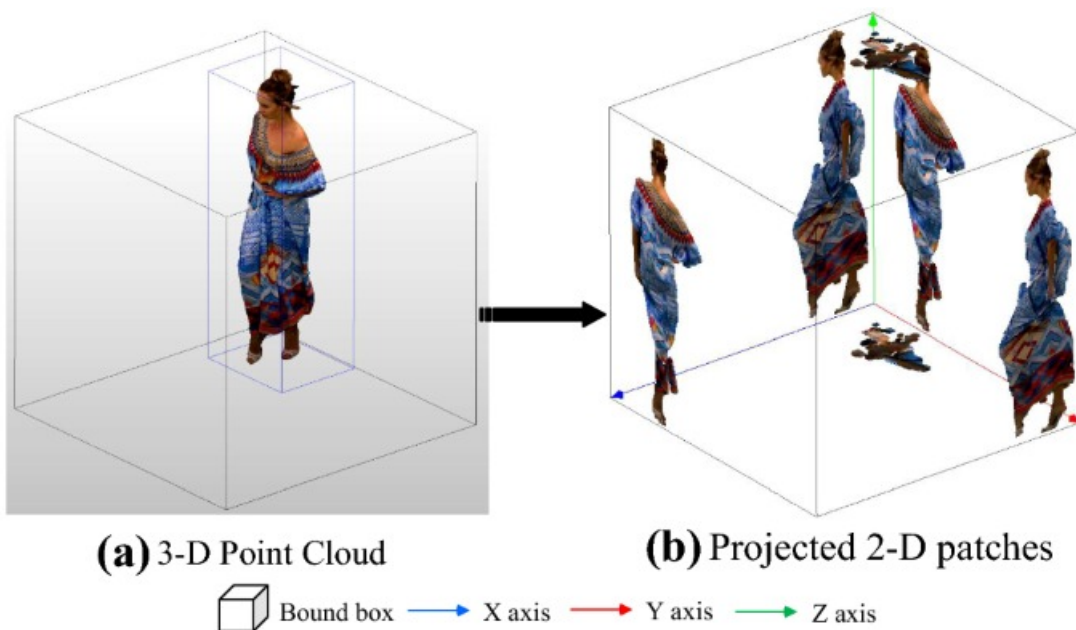 (a) 3-D Point Cloud
(b) Projected 2-D patches
Bound box X axis Y axis Z axis